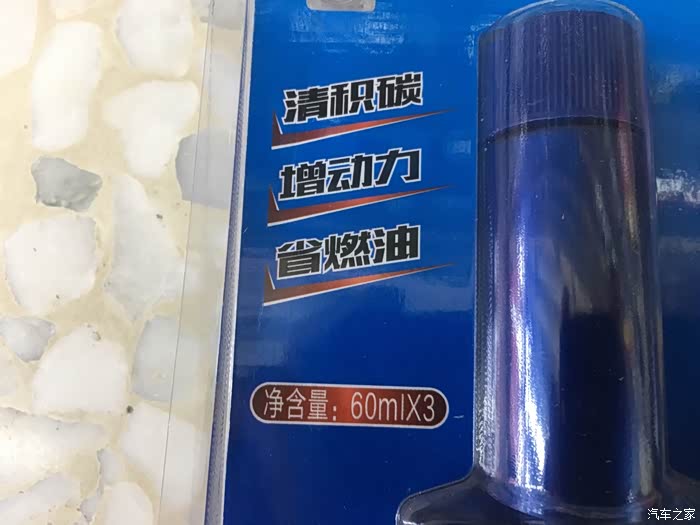 清积碳
增动力
省燃油
净含量：60mlX3
汽车之家